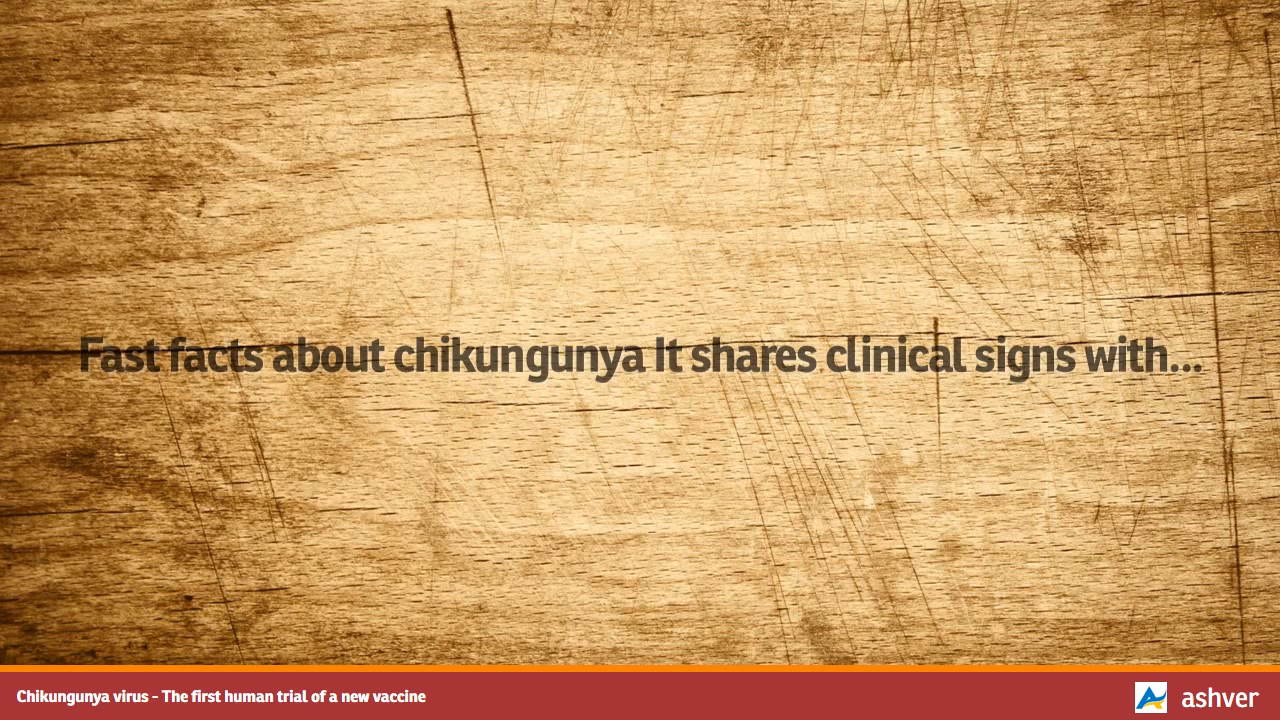 Fast facts about chikungunya It shares clinical signs with...
Chikungunya virus - The first human trial of a new vaccine
ashver